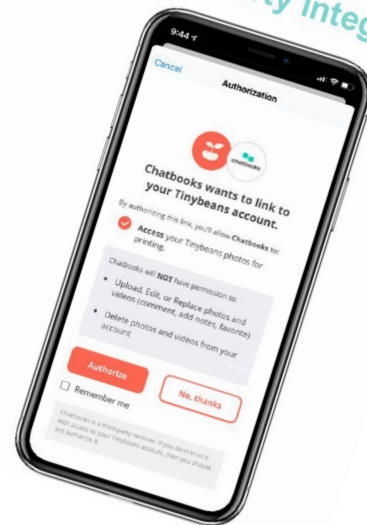 9:44
Cancel
Authorization
chatbooks
Chatbooks wants to link to
your Tinybeans account.
By authorizing this link, you'll allow Chatbooks to:
Access your Tinybeans photos for
printing.
Chatbooks will NOT have permission to:
• Upload, Edit, or Replace photos and
videos (comment, add notes, favorite)
• Delete photos and videos from your
account
Authorize
No, thanks
Remember me
Chatbooks is a third-party services. If you don't trust it
with access to your Tinybeans account, then you should
not authorize it.